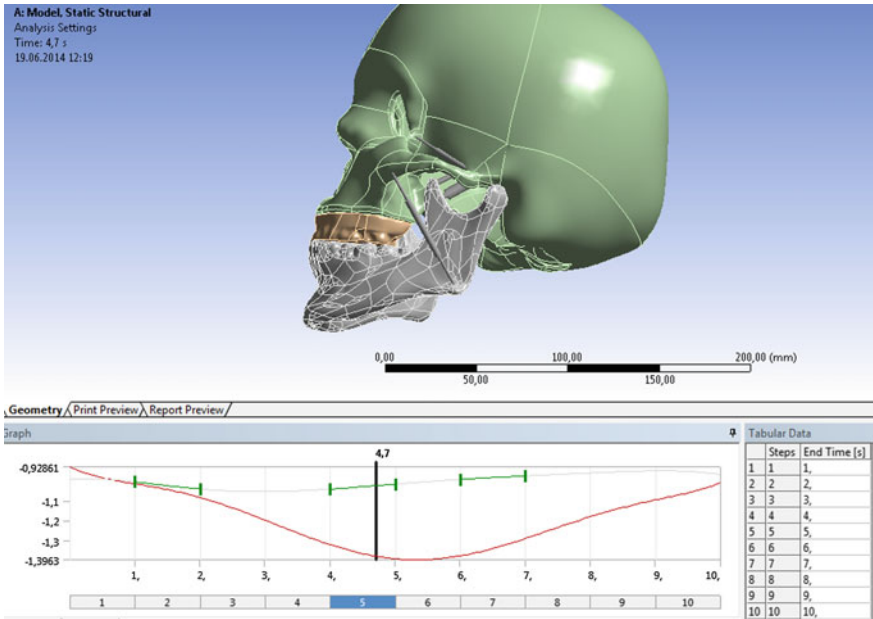 A: Model, Static Structural
Analysis Settings
Time: 4,7 s
19.06.2014 12:19
0,00 100,00 200,00 (mm)
50,00 150,00
Geometry Print Preview Report Preview
Graph
4,7
-0,92861
-1,1
-1,2
-1,3
-1,3963
1, 2, 3, 4, 5, 6, 7, 8, 9, 10,
1 2 3 4 5 6 7 8 9 10
Tabular Data
Steps End Time [s]
1 1 1,
2 2 2,
3 3 3,
4 4 4,
5 5 5,
6 6 6,
7 7 7,
8 8 8,
9 9 9,
10 10 10,